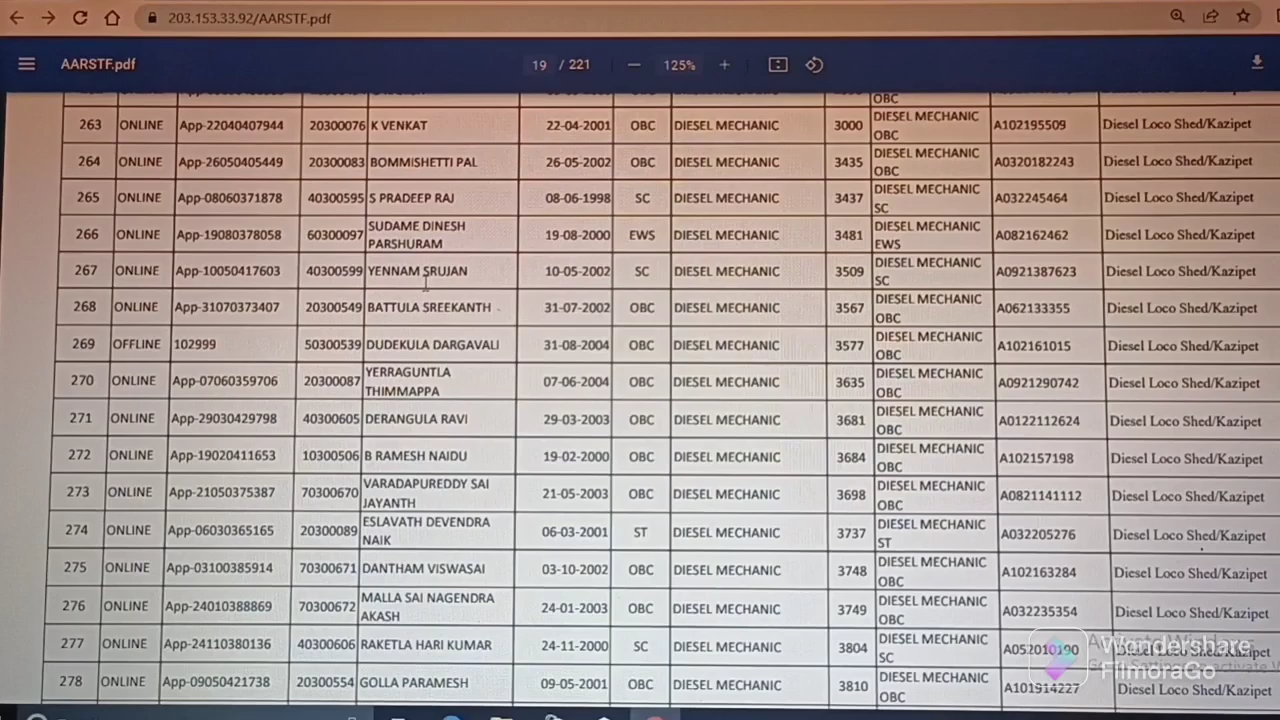 203.153.33.92/AARSTF.pdf
AARSTF.pdf 19 / 221 125%
OBC
263 ONLINE App-22040407944 20300076 K VENKAT 22-04-2001 OBC DIESEL MECHANIC 3000 DIESEL MECHANIC OBC A102195509 Diesel Loco Shed/Kazipet
264 ONLINE App-26050405449 20300083 BOMMISHETTI PAL 26-05-2002 OBC DIESEL MECHANIC 3435 DIESEL MECHANIC OBC A0320182243 Diesel Loco Shed/Kazipet
265 ONLINE App-08060371878 40300595 S PRADEEP RAJ 08-06-1998 SC DIESEL MECHANIC 3437 DIESEL MECHANIC SC A032245464 Diesel Loco Shed/Kazipet
266 ONLINE App-19080378058 60300097 SUDAME DINESH PARSHURAM 19-08-2000 EWS DIESEL MECHANIC 3481 DIESEL MECHANIC EWS A082162462 Diesel Loco Shed/Kazipet
267 ONLINE App-10050417603 40300599 YENNAM SRUJAN 10-05-2002 SC DIESEL MECHANIC 3509 DIESEL MECHANIC SC A0921387623 Diesel Loco Shed/Kazipet
268 ONLINE App-31070373407 20300549 BATTULA SREEKANTH 31-07-2002 OBC DIESEL MECHANIC 3567 DIESEL MECHANIC OBC A062133355 Diesel Loco Shed/Kazipet
269 OFFLINE 102999 50300539 DUDEKULA DARGAVALI 31-08-2004 OBC DIESEL MECHANIC 3577 DIESEL MECHANIC OBC A102161015 Diesel Loco Shed/Kazipet
270 ONLINE App-07060359706 20300087 YERRAGUNTLA THIMMAPPA 07-06-2004 OBC DIESEL MECHANIC 3635 DIESEL MECHANIC OBC A0921290742 Diesel Loco Shed/Kazipet
271 ONLINE App-29030429798 40300605 DERANGULA RAVI 29-03-2003 OBC DIESEL MECHANIC 3681 DIESEL MECHANIC OBC A0122112624 Diesel Loco Shed/Kazipet
272 ONLINE App-19020411653 10300506 B RAMESH NAIDU 19-02-2000 OBC DIESEL MECHANIC 3684 DIESEL MECHANIC OBC A102157198 Diesel Loco Shed/Kazipet
273 ONLINE App-21050375387 70300670 VARADAPUREDDY SAI JAYANTH 21-05-2003 OBC DIESEL MECHANIC 3698 DIESEL MECHANIC OBC A0821141112 Diesel Loco Shed/Kazipet
274 ONLINE App-06030365165 20300089 ESLAVATH DEVENDRA NAIK 06-03-2001 ST DIESEL MECHANIC 3737 DIESEL MECHANIC ST A032205276 Diesel Loco Shed/Kazipet
275 ONLINE App-03100385914 70300671 DANTHAM VISWASAI 03-10-2002 OBC DIESEL MECHANIC 3748 DIESEL MECHANIC OBC A102163284 Diesel Loco Shed/Kazipet
276 ONLINE App-24010388869 70300672 MALLA SAI NAGENDRA AKASH 24-01-2003 OBC DIESEL MECHANIC 3749 DIESEL MECHANIC OBC A032235354 Diesel Loco Shed/Kazipet
277 ONLINE App-24110380136 40300606 RAKETLA HARI KUMAR 24-11-2000 SC DIESEL MECHANIC 3804 DIESEL MECHANIC SC A052010190 Diesel Loco Shed/Kazipet
278 ONLINE App-09050421738 20300554 GOLLA PARAMESH 09-05-2001 OBC DIESEL MECHANIC 3810 DIESEL MECHANIC OBC A101914227 Diesel Loco Shed/Kazipet
Wondershare
FilmoraGo